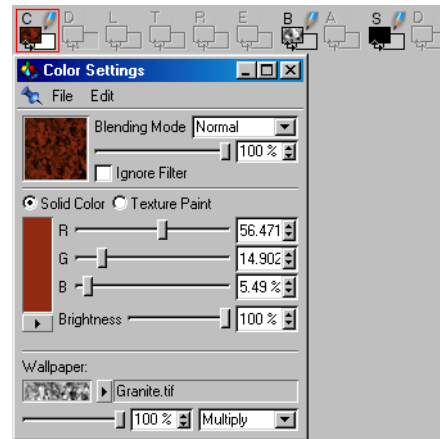 C D L T R E B A S D
Color Settings
File Edit
Blending Mode Normal
100 %
Ignore Filter
Solid Color Texture Paint
R 56.471
G 14.902
B 5.49 %
Brightness 100 %
Wallpaper:
Granite.tif
100 % Multiply